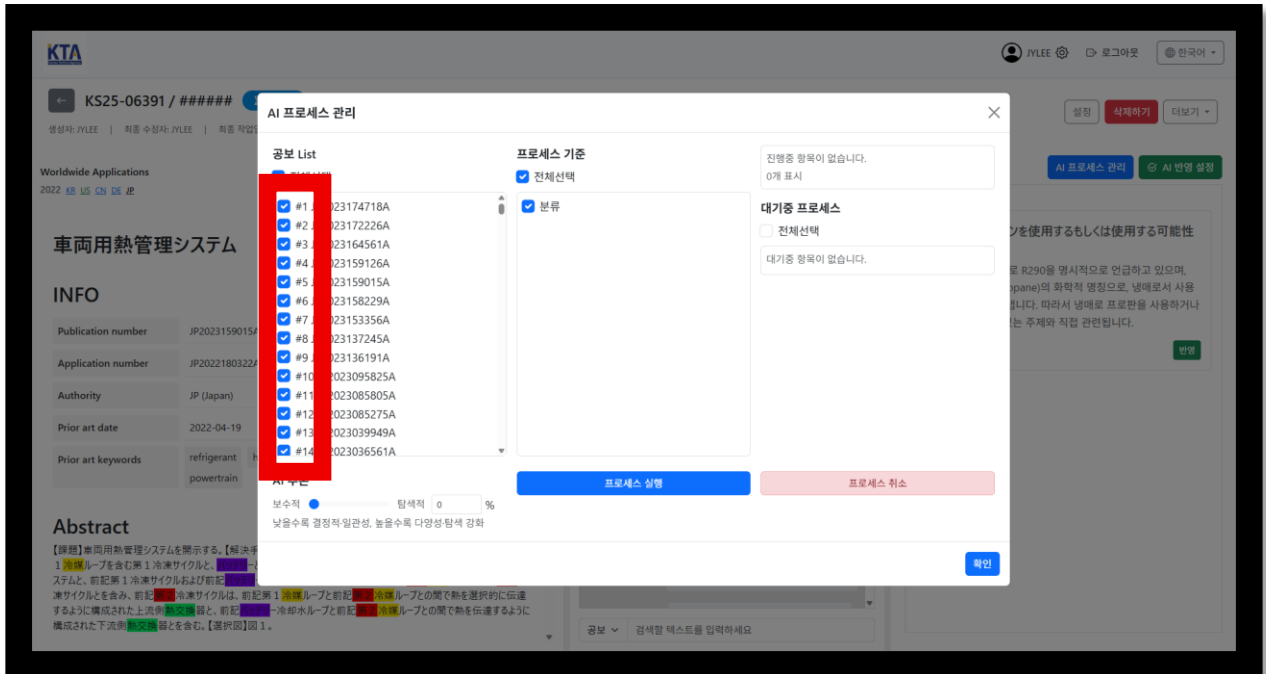 KTA
JYLEE
로그아웃
한국어
KS25-06391 / ######
설정
삭제하기
더보기
생성자: JYLEE | 최종 수정자: JYLEE | 최종
AI 프로세스 관리
AI 반영 설정
Worldwide Applications
2022 KR US CN DE JP
車両用熱管理システム
INFO
Publication number
JP2023159015A
Application number
JP2022180322A
Authority
JP (Japan)
Prior art date
2022-04-19
Prior art keywords
refrigerant
powertrain
Abstract
【課題】車両用熱管理システムを開示する。【解決手
1冷媒ループを含む第1冷凍サイクルと、
ステムと、前記第1冷凍サイクルおよび前記
凍サイクルとを含み、前記第2冷凍サイクルは、前記第1冷媒ループと前記第2冷媒ループとの間で熱を選択的に伝達
するように構成された上流側熱交換器と、前記
ー冷却水ループと前記第2冷媒ループとの間で熱を伝達するように
構成された下流側熱交換器とを含む。【選択図】図1。
AI 프로세스 관리
공보 List
전체선택
#1 J 023174718A
#2 J 023172226A
#3 J 023164561A
#4 J 023159126A
#5 J 023159015A
#6 J 023158229A
#7 J 023153356A
#8 J 023137245A
#9 J 023136191A
#10 2023095825A
#11 2023085805A
#12 2023085275A
#13 2023039949A
#14 2023036561A
프로세스 기준
전체선택
분류
진행중 항목이 없습니다.
0개 표시
대기중 프로세스
전체선택
대기중 항목이 없습니다.
보수적
탐색적 0 %
낮을수록 결정적·일관성, 높을수록 다양성·탐색 강화
프로세스 실행
프로세스 취소
확인
ンを使用するもしくは使用する可能性
로 R290을 명시적으로 언급하고 있으며,
opane)의 화학적 명칭으로, 냉매로서 사용
됩니다. 따라서 냉매로 프로판을 사용하거나
있는 주제와 직접 관련됩니다.
반영
공보
검색할 텍스트를 입력하세요